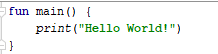 fun main() {
    print("Hello World!")
}